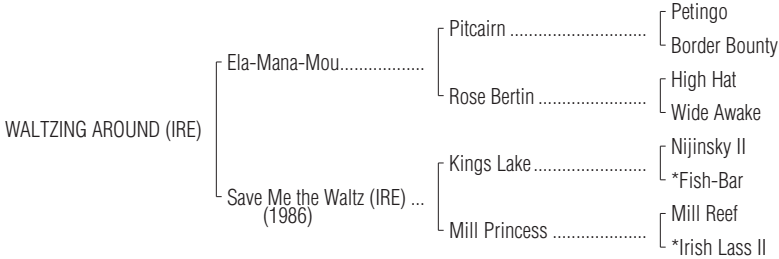 Petingo
Pitcairn ............................
Border Bounty
Ela-Mana-Mou..................
High Hat
Rose Bertin ......................
Wide Awake
WALTZING AROUND (IRE)
Nijinsky II
Kings Lake........................
*Fish-Bar
Save Me the Waltz (IRE) ...
(1986)
Mill Reef
Mill Princess ...................
*Irish Lass II